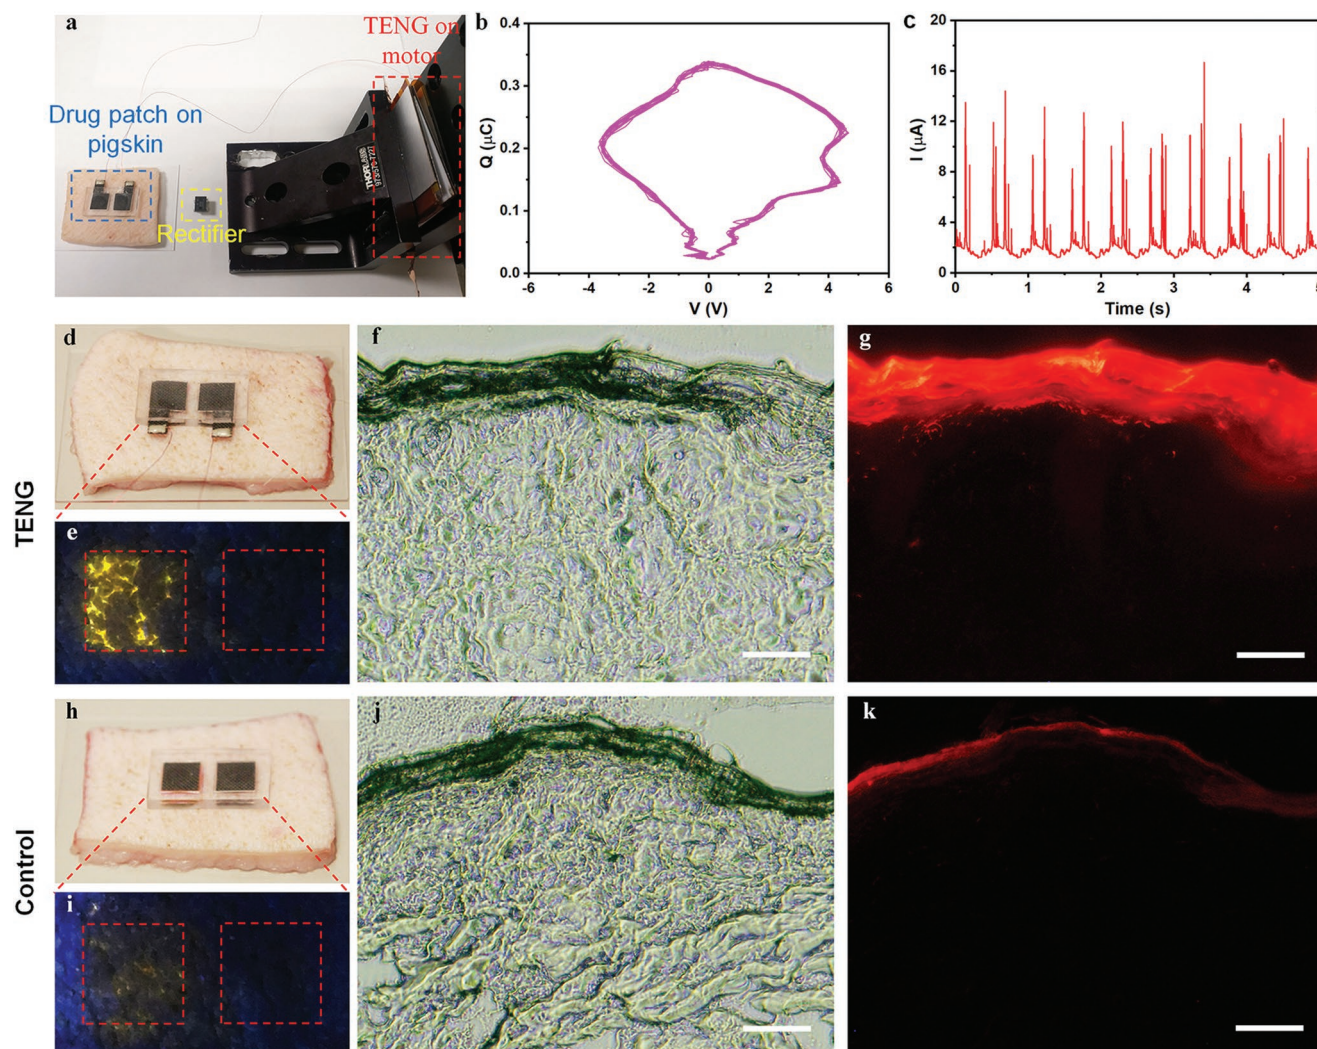 a
TENG on
motor
Drug patch on
pigskin
Rectifier
THORLABS
b
0.4
0.3
0.2
0.1
0.0
Q (μC)
-6
-4
-2
0
2
4
6
V (V)
c
20
16
12
8
4
0
I (μA)
0
1
2
3
4
5
Time (s)
TENG
d
e
f
g
Control
h
i
j
k